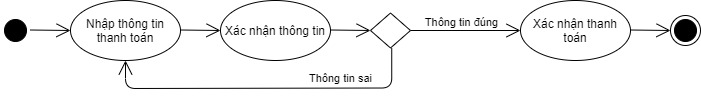 Nhập thông tin
thanh toán
Xác nhận thông tin
Thông tin đúng
Xác nhận thanh
toán
Thông tin sai